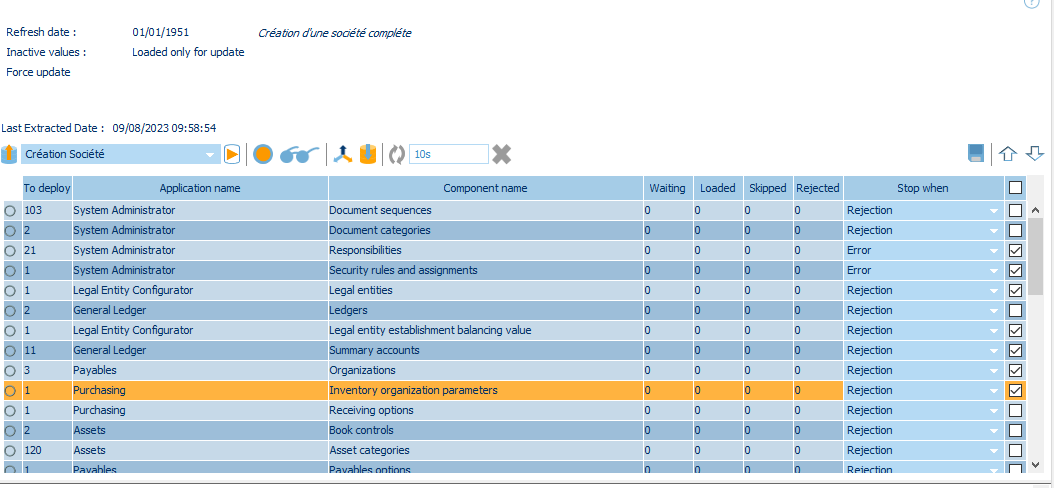 ?
Refresh date : 01/01/1951 Création d'une société complète
Inactive values : Loaded only for update
Force update
Last Extracted Date : 09/08/2023 09:58:54
Création Société 10s
To deploy Application name Component name Waiting Loaded Skipped Rejected Stop when
103 System Administrator Document sequences 0 0 0 0 Rejection
2 System Administrator Document categories 0 0 0 0 Rejection
21 System Administrator Responsibilities 0 0 0 0 Error
1 System Administrator Security rules and assignments 0 0 0 0 Error
1 Legal Entity Configurator Legal entities 0 0 0 0 Rejection
2 General Ledger Ledgers 0 0 0 0 Rejection
1 Legal Entity Configurator Legal entity establishment balancing value 0 0 0 0 Rejection
11 General Ledger Summary accounts 0 0 0 0 Rejection
3 Payables Organizations 0 0 0 0 Rejection
1 Purchasing Inventory organization parameters 0 0 0 0 Rejection
1 Purchasing Receiving options 0 0 0 0 Rejection
2 Assets Book controls 0 0 0 0 Rejection
120 Assets Asset categories 0 0 0 0 Rejection
1 Payables Payables options 0 0 0 0 Rejection